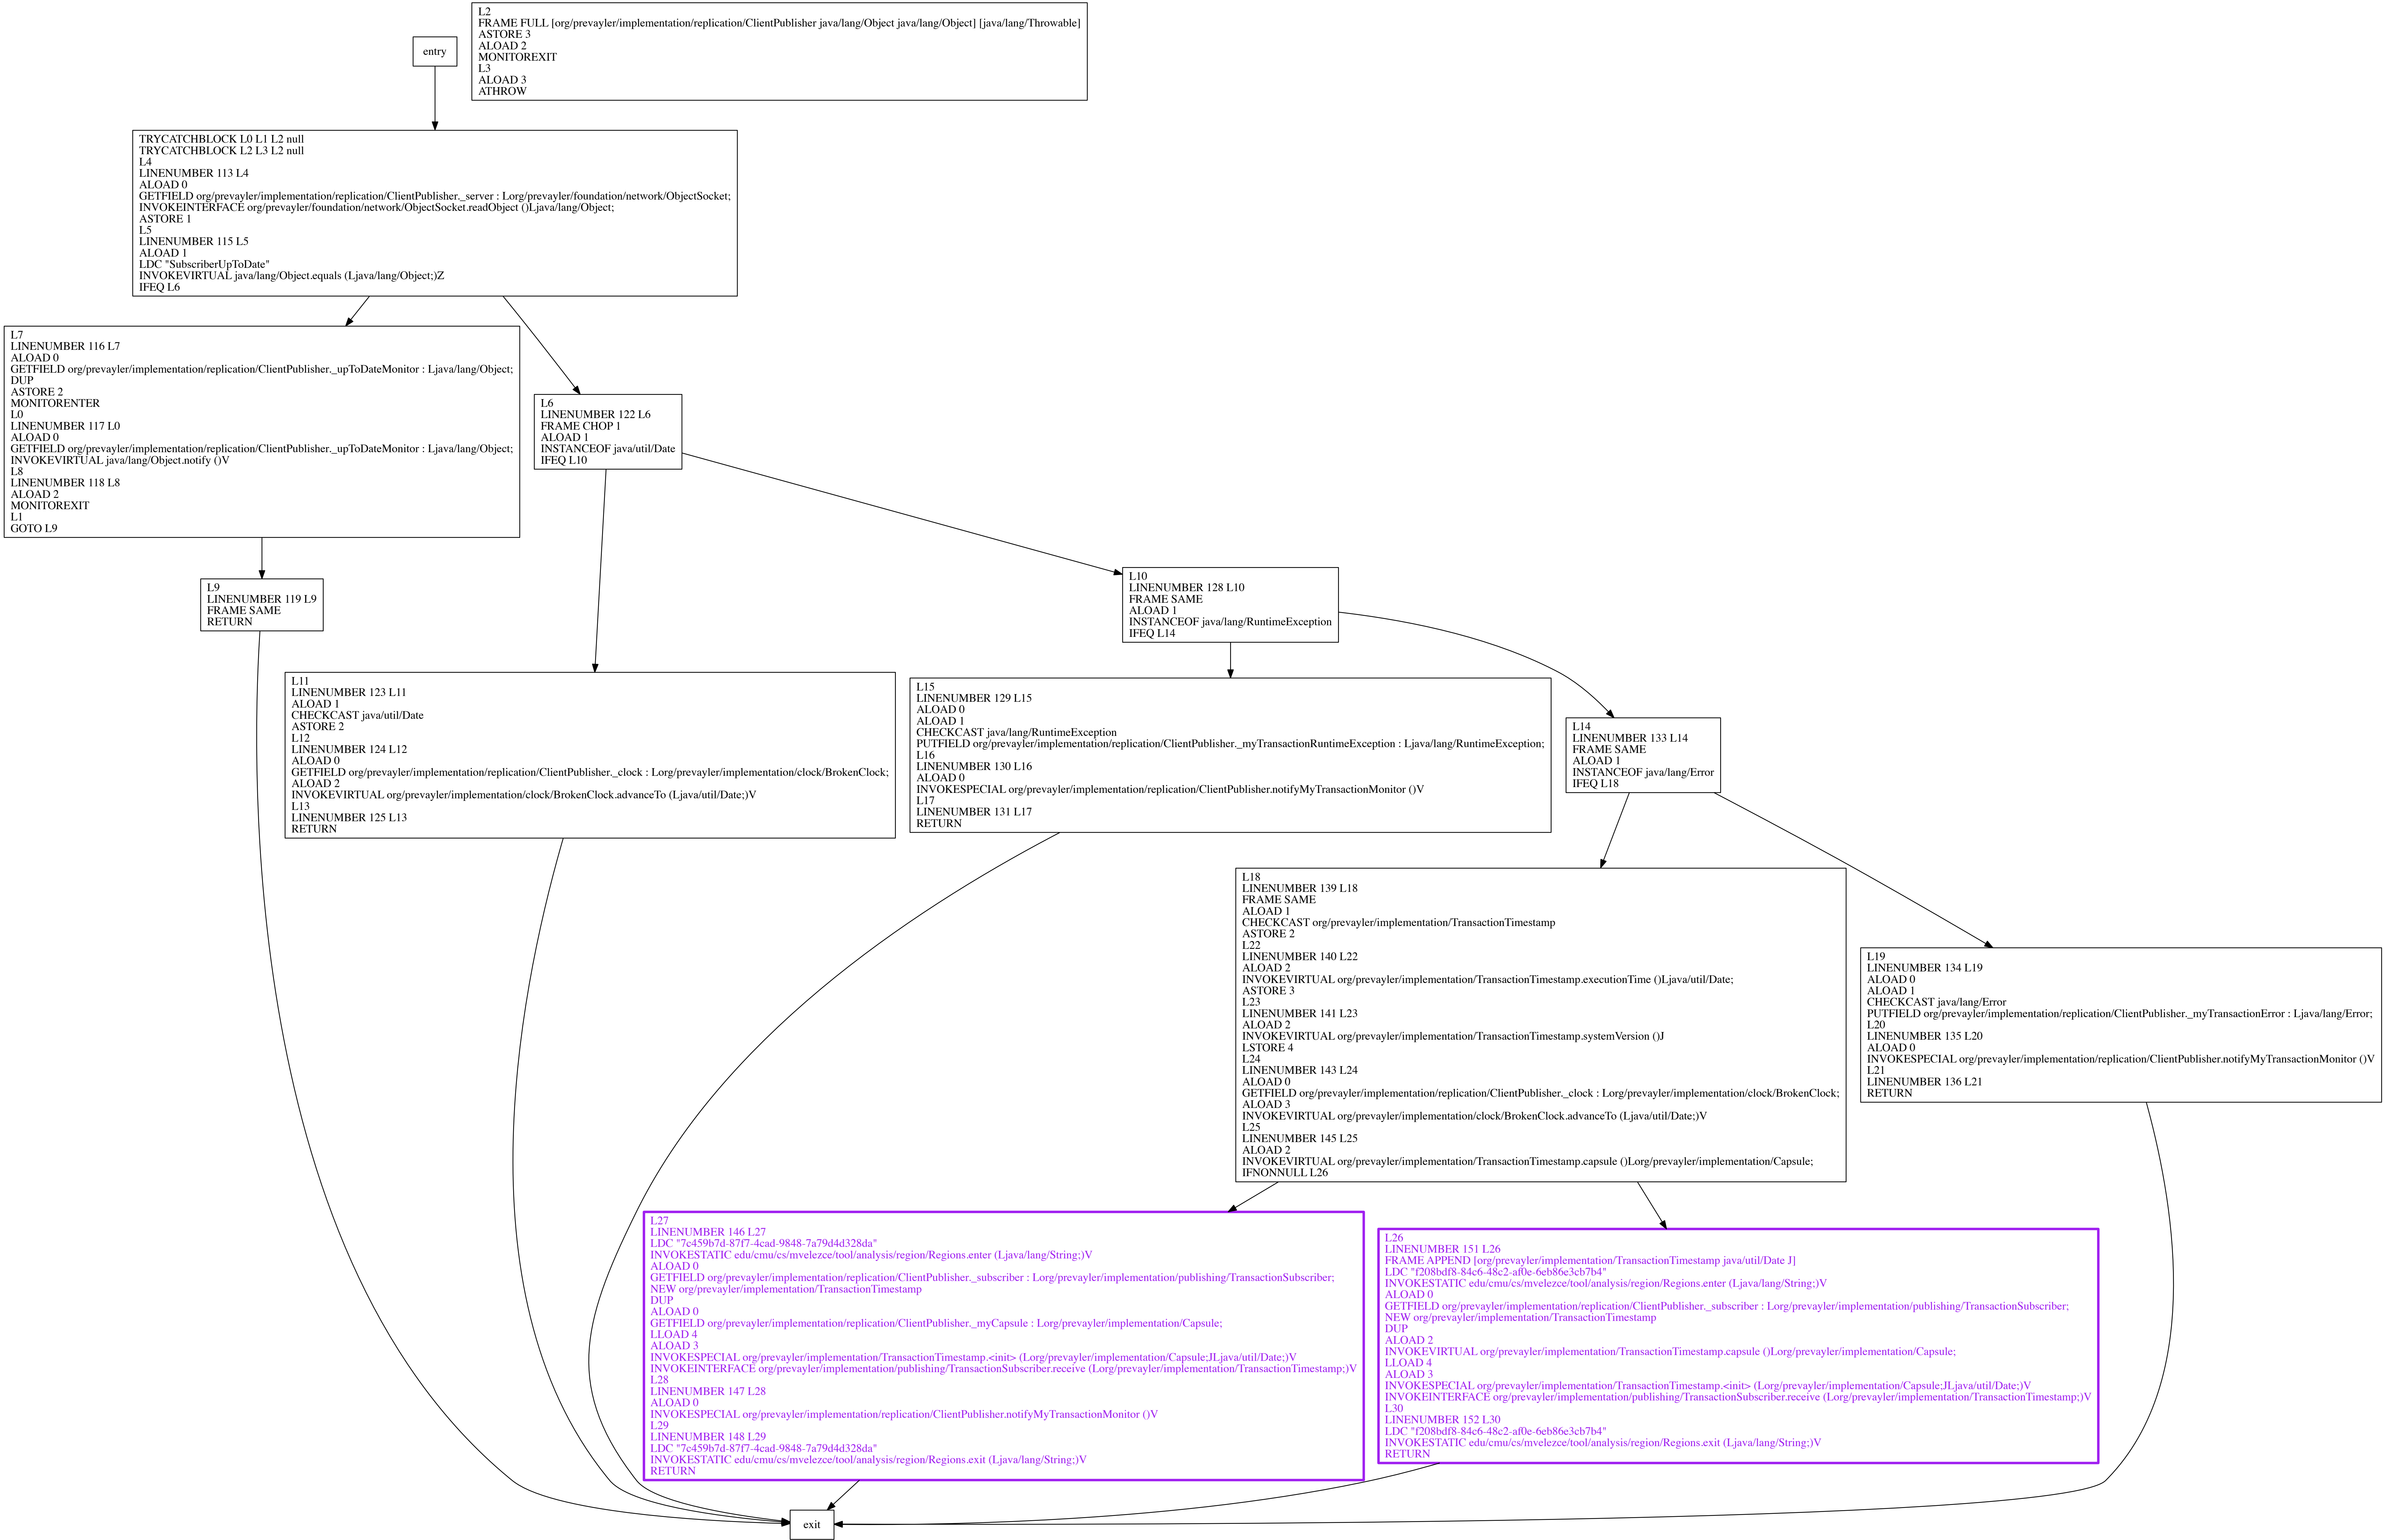 L2
FRAME FULL [org/prevayler/implementation/replication/ClientPublisher java/lang/Object java/lang/Object] [java/lang/Throwable]
ASTORE 3
ALOAD 2
MONITOREXIT
L3
ALOAD 3
ATHROW
entry
TRYCATCHBLOCK L0 L1 L2 null
TRYCATCHBLOCK L2 L3 L2 null
L4
LINENUMBER 113 L4
ALOAD 0
GETFIELD org/prevayler/implementation/replication/ClientPublisher._server : Lorg/prevayler/foundation/network/ObjectSocket;
INVOKEINTERFACE org/prevayler/foundation/network/ObjectSocket.readObject ()Ljava/lang/Object;
ASTORE 1
L5
LINENUMBER 115 L5
ALOAD 1
LDC "SubscriberUpToDate"
INVOKEVIRTUAL java/lang/Object.equals (Ljava/lang/Object;)Z
IFEQ L6
L7
LINENUMBER 116 L7
ALOAD 0
GETFIELD org/prevayler/implementation/replication/ClientPublisher._upToDateMonitor : Ljava/lang/Object;
DUP
ASTORE 2
MONITORENTER
L0
LINENUMBER 117 L0
ALOAD 0
GETFIELD org/prevayler/implementation/replication/ClientPublisher._upToDateMonitor : Ljava/lang/Object;
INVOKEVIRTUAL java/lang/Object.notify ()V
L8
LINENUMBER 118 L8
ALOAD 2
MONITOREXIT
L1
GOTO L9
L6
LINENUMBER 122 L6
FRAME CHOP 1
ALOAD 1
INSTANCEOF java/util/Date
IFEQ L10
L9
LINENUMBER 119 L9
FRAME SAME
RETURN
L10
LINENUMBER 128 L10
FRAME SAME
ALOAD 1
INSTANCEOF java/lang/RuntimeException
IFEQ L14
L11
LINENUMBER 123 L11
ALOAD 1
CHECKCAST java/util/Date
ASTORE 2
L12
LINENUMBER 124 L12
ALOAD 0
GETFIELD org/prevayler/implementation/replication/ClientPublisher._clock : Lorg/prevayler/implementation/clock/BrokenClock;
ALOAD 2
INVOKEVIRTUAL org/prevayler/implementation/clock/BrokenClock.advanceTo (Ljava/util/Date;)V
L13
LINENUMBER 125 L13
RETURN
L15
LINENUMBER 129 L15
ALOAD 0
ALOAD 1
CHECKCAST java/lang/RuntimeException
PUTFIELD org/prevayler/implementation/replication/ClientPublisher._myTransactionRuntimeException : Ljava/lang/RuntimeException;
L16
LINENUMBER 130 L16
ALOAD 0
INVOKESPECIAL org/prevayler/implementation/replication/ClientPublisher.notifyMyTransactionMonitor ()V
L17
LINENUMBER 131 L17
RETURN
L14
LINENUMBER 133 L14
FRAME SAME
ALOAD 1
INSTANCEOF java/lang/Error
IFEQ L18
L18
LINENUMBER 139 L18
FRAME SAME
ALOAD 1
CHECKCAST org/prevayler/implementation/TransactionTimestamp
ASTORE 2
L22
LINENUMBER 140 L22
ALOAD 2
INVOKEVIRTUAL org/prevayler/implementation/TransactionTimestamp.executionTime ()Ljava/util/Date;
ASTORE 3
L23
LINENUMBER 141 L23
ALOAD 2
INVOKEVIRTUAL org/prevayler/implementation/TransactionTimestamp.systemVersion ()J
LSTORE 4
L24
LINENUMBER 143 L24
ALOAD 0
GETFIELD org/prevayler/implementation/replication/ClientPublisher._clock : Lorg/prevayler/implementation/clock/BrokenClock;
ALOAD 3
INVOKEVIRTUAL org/prevayler/implementation/clock/BrokenClock.advanceTo (Ljava/util/Date;)V
L25
LINENUMBER 145 L25
ALOAD 2
INVOKEVIRTUAL org/prevayler/implementation/TransactionTimestamp.capsule ()Lorg/prevayler/implementation/Capsule;
IFNONNULL L26
L19
LINENUMBER 134 L19
ALOAD 0
ALOAD 1
CHECKCAST java/lang/Error
PUTFIELD org/prevayler/implementation/replication/ClientPublisher._myTransactionError : Ljava/lang/Error;
L20
LINENUMBER 135 L20
ALOAD 0
INVOKESPECIAL org/prevayler/implementation/replication/ClientPublisher.notifyMyTransactionMonitor ()V
L21
LINENUMBER 136 L21
RETURN
L27
LINENUMBER 146 L27
LDC "7c459b7d-87f7-4cad-9848-7a79d4d328da"
INVOKESTATIC edu/cmu/cs/mvelezce/tool/analysis/region/Regions.enter (Ljava/lang/String;)V
ALOAD 0
GETFIELD org/prevayler/implementation/replication/ClientPublisher._subscriber : Lorg/prevayler/implementation/publishing/TransactionSubscriber;
NEW org/prevayler/implementation/TransactionTimestamp
DUP
ALOAD 0
GETFIELD org/prevayler/implementation/replication/ClientPublisher._myCapsule : Lorg/prevayler/implementation/Capsule;
LLOAD 4
ALOAD 3
INVOKESPECIAL org/prevayler/implementation/TransactionTimestamp.<init> (Lorg/prevayler/implementation/Capsule;JLjava/util/Date;)V
INVOKEINTERFACE org/prevayler/implementation/publishing/TransactionSubscriber.receive (Lorg/prevayler/implementation/TransactionTimestamp;)V
L28
LINENUMBER 147 L28
ALOAD 0
INVOKESPECIAL org/prevayler/implementation/replication/ClientPublisher.notifyMyTransactionMonitor ()V
L29
LINENUMBER 148 L29
LDC "7c459b7d-87f7-4cad-9848-7a79d4d328da"
INVOKESTATIC edu/cmu/cs/mvelezce/tool/analysis/region/Regions.exit (Ljava/lang/String;)V
RETURN
L26
LINENUMBER 151 L26
FRAME APPEND [org/prevayler/implementation/TransactionTimestamp java/util/Date J]
LDC "f208bdf8-84c6-48c2-af0e-6eb86e3cb7b4"
INVOKESTATIC edu/cmu/cs/mvelezce/tool/analysis/region/Regions.enter (Ljava/lang/String;)V
ALOAD 0
GETFIELD org/prevayler/implementation/replication/ClientPublisher._subscriber : Lorg/prevayler/implementation/publishing/TransactionSubscriber;
NEW org/prevayler/implementation/TransactionTimestamp
DUP
ALOAD 2
INVOKEVIRTUAL org/prevayler/implementation/TransactionTimestamp.capsule ()Lorg/prevayler/implementation/Capsule;
LLOAD 4
ALOAD 3
INVOKESPECIAL org/prevayler/implementation/TransactionTimestamp.<init> (Lorg/prevayler/implementation/Capsule;JLjava/util/Date;)V
INVOKEINTERFACE org/prevayler/implementation/publishing/TransactionSubscriber.receive (Lorg/prevayler/implementation/TransactionTimestamp;)V
L30
LINENUMBER 152 L30
LDC "f208bdf8-84c6-48c2-af0e-6eb86e3cb7b4"
INVOKESTATIC edu/cmu/cs/mvelezce/tool/analysis/region/Regions.exit (Ljava/lang/String;)V
RETURN
exit